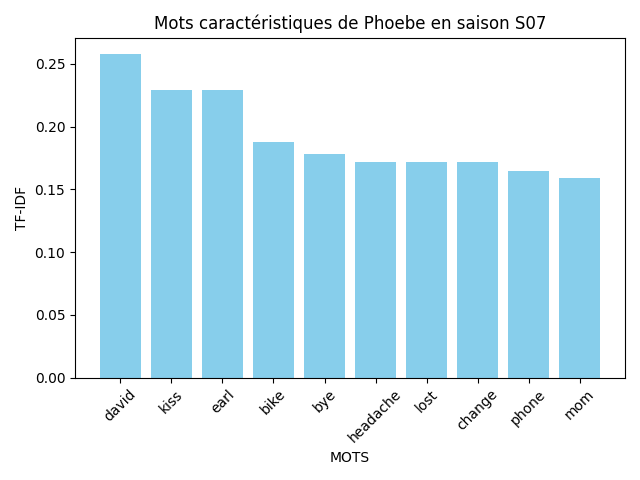 Mots caractéristiques de Phoebe en saison S07
0.25
0.20
0.15
0.10
0.05
0.00
TF-IDF
david
kiss
earl
bike
bye
headache
lost
change
phone
mom
MOTS